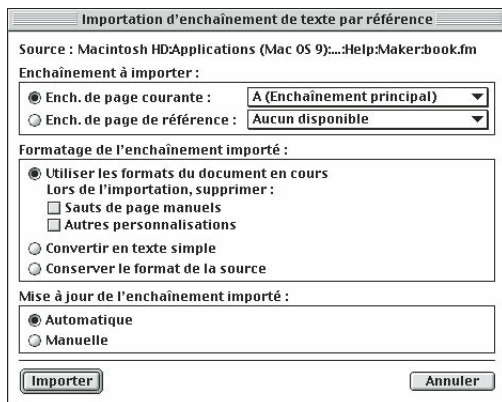 Importation d'enchaînement de texte par référence
Source : Macintosh HD:Applications (Mac OS 9):...:Help:Maker:book.fm
Enchaînement à importer :
Ench. de page courante : A (Enchaînement principal)
Ench. de page de référence : Aucun disponible
Formatage de l'enchaînement importé :
Utiliser les formats du document en cours
Lors de l'importation, supprimer :
Sauts de page manuels
Autres personnalisations
Convertir en texte simple
Conserver le format de la source
Mise à jour de l'enchaînement importé :
Automatique
Manuelle
Importer Annuler